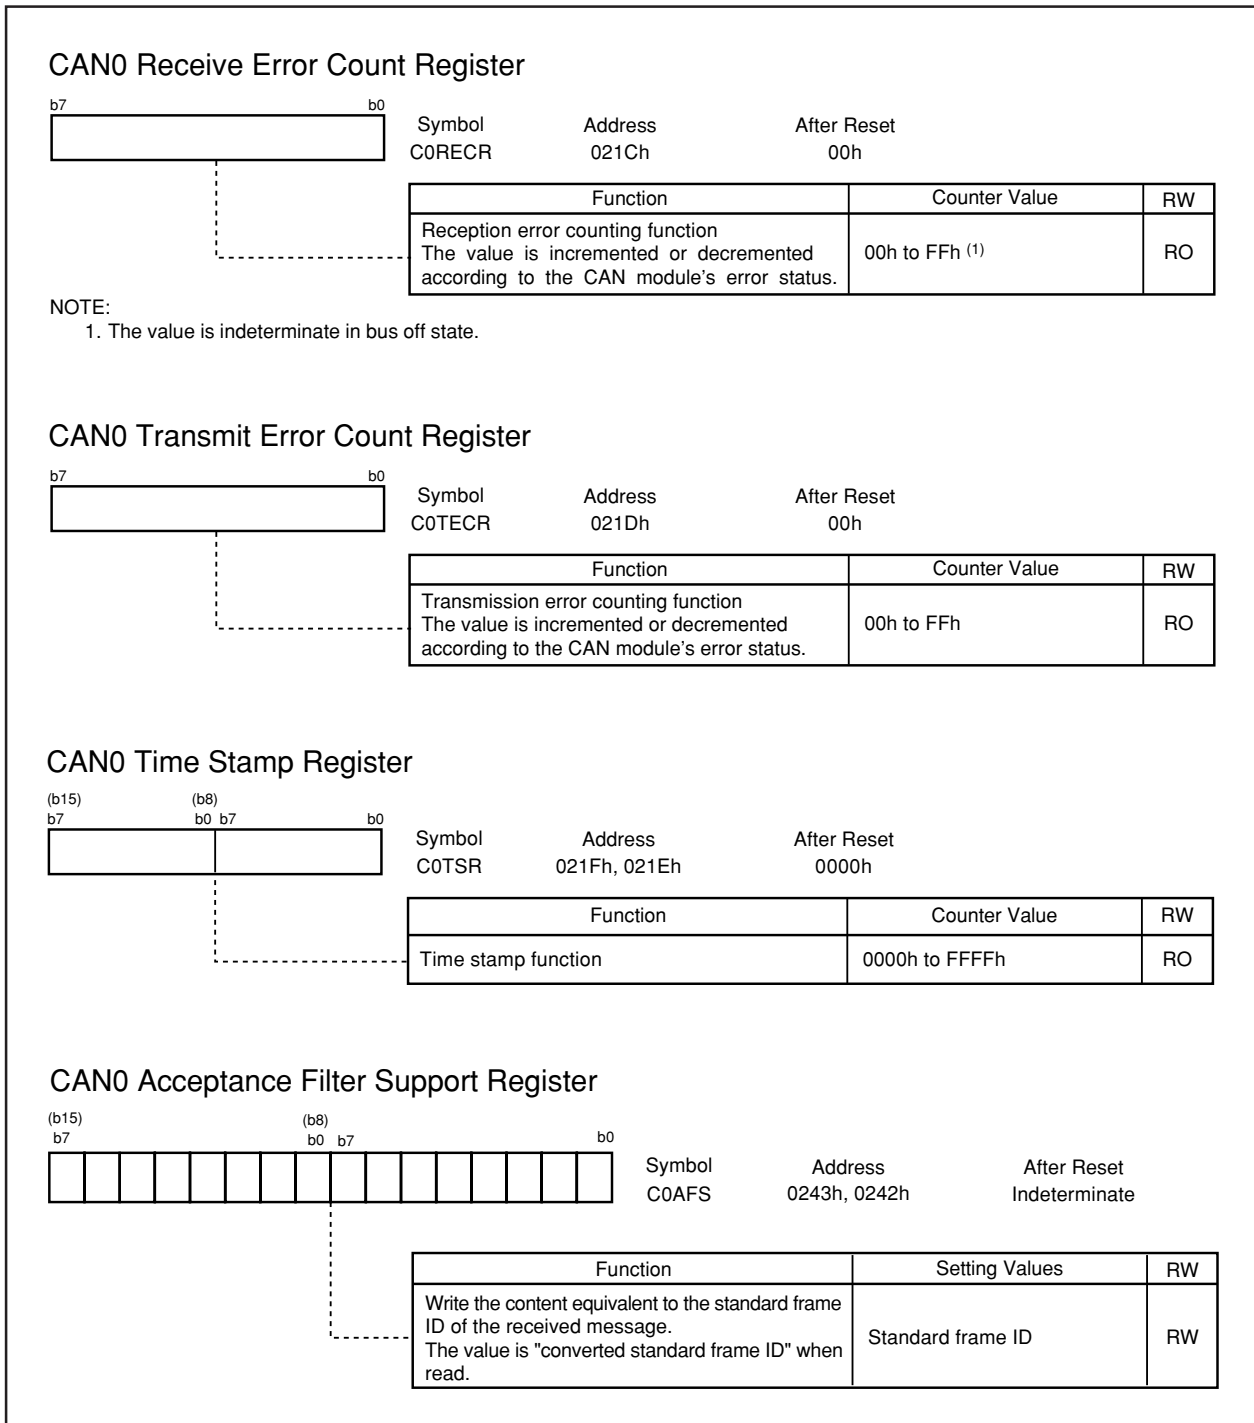 CAN0 Receive Error Count Register
b7 b0
Symbol Address After Reset
C0RECR 021Ch 00h
Function Counter Value RW
Reception error counting function
The value is incremented or decremented
according to the CAN module's error status.
00h to FFh (1) RO
NOTE:
1. The value is indeterminate in bus off state.
CAN0 Transmit Error Count Register
b7 b0
Symbol Address After Reset
C0TECR 021Dh 00h
Function Counter Value RW
Transmission error counting function
The value is incremented or decremented
according to the CAN module's error status.
00h to FFh RO
CAN0 Time Stamp Register
(b15) (b8)
b7 b0 b7 b0
Symbol Address After Reset
C0TSR 021Fh, 021Eh 0000h
Function Counter Value RW
Time stamp function 0000h to FFFFh RO
CAN0 Acceptance Filter Support Register
(b15) (b8)
b7 b0 b7 b0
Symbol Address After Reset
C0AFS 0243h, 0242h Indeterminate
Function Setting Values RW
Write the content equivalent to the standard frame
ID of the received message.
The value is "converted standard frame ID" when
read.
Standard frame ID RW